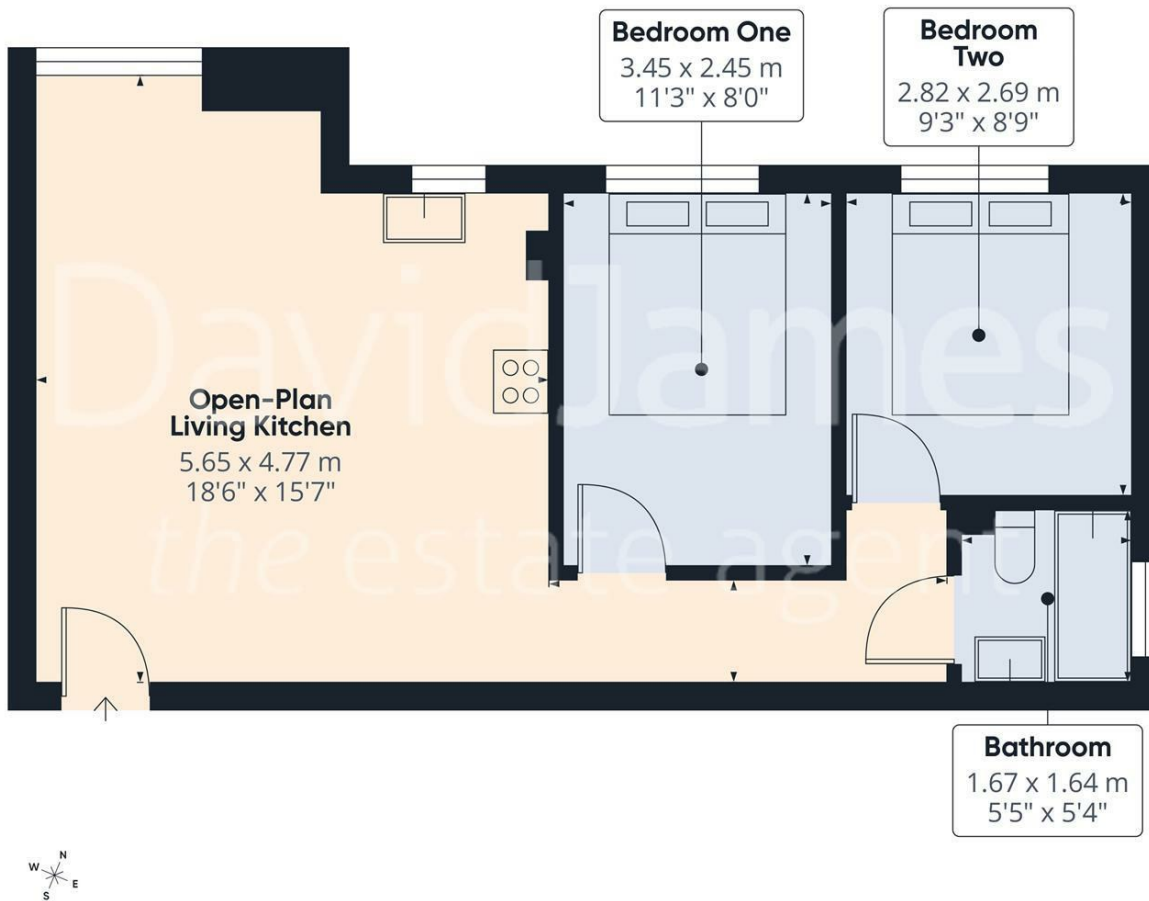 Bedroom One
3.45 x 2.45 m
11'3" x 8'0"
Bedroom
Two
2.82 x 2.69 m
9'3" x 8'9"
DavidJames
the estate agent
Open-Plan
Living Kitchen
5.65 x 4.77 m
18'6" x 15'7"
Bathroom
1.67 x 1.64 m
5'5" x 5'4"
N
W
E
S